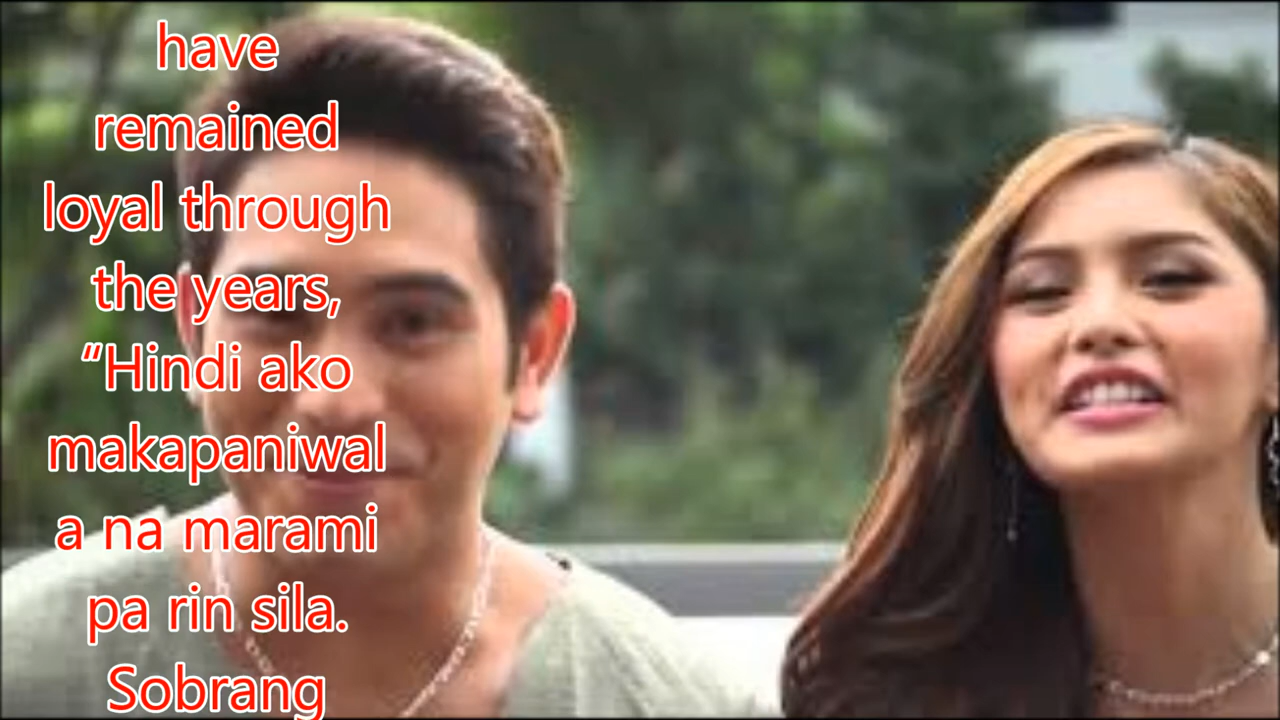 have
remained
loyal through
the years,
“Hindi ako
makapaniwal
a na marami
pa rin sila.
Sobrang